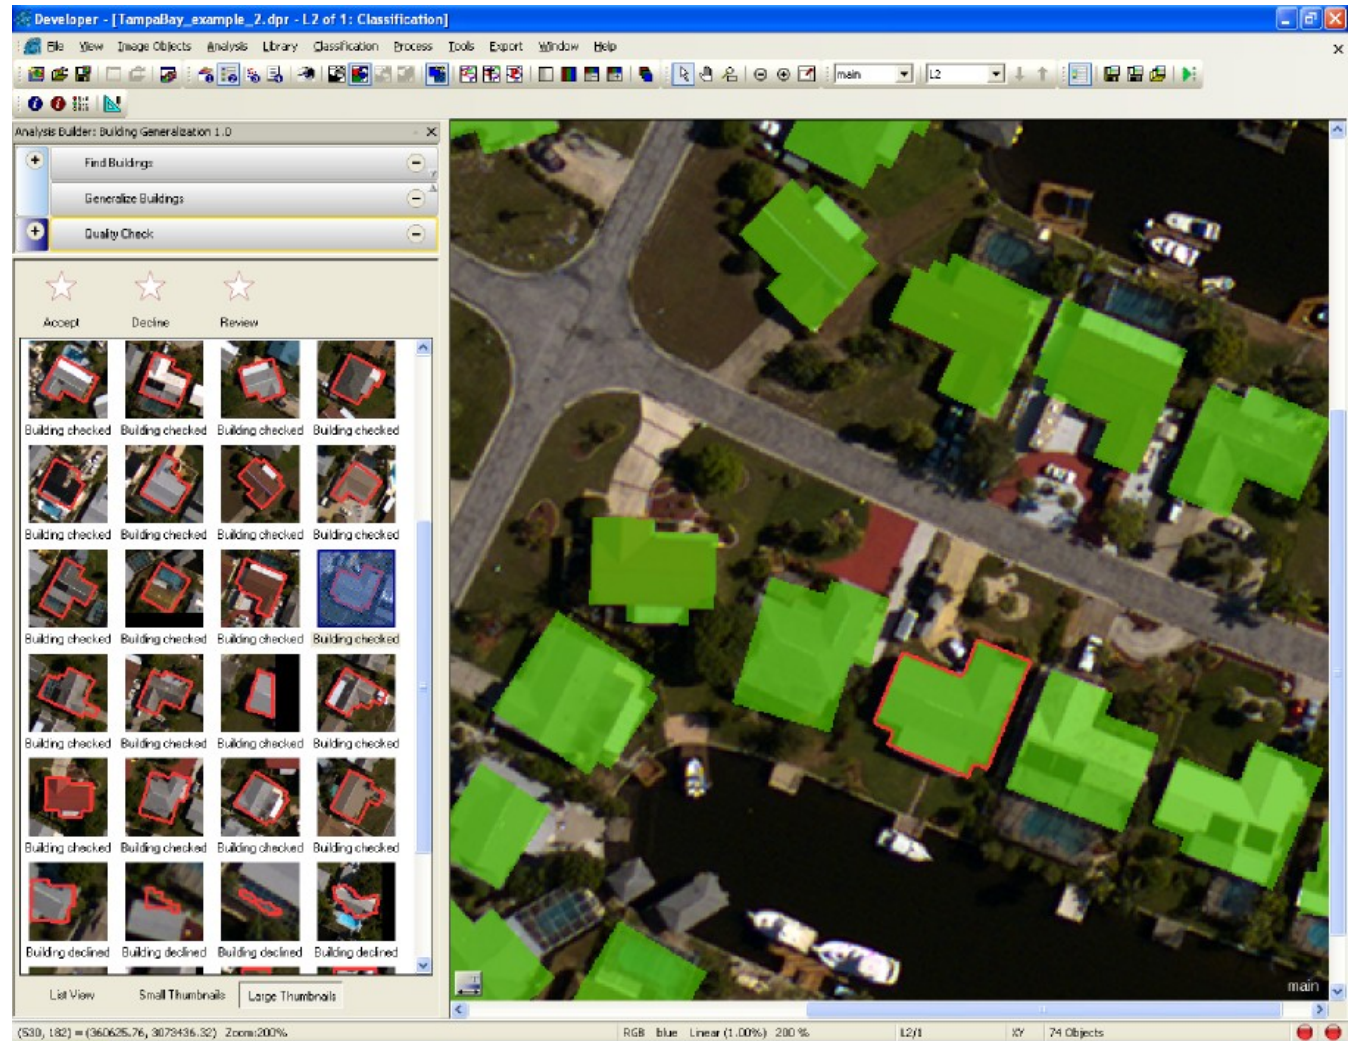 Developer - [TampaBay_example_2.dpr - L2 of 1: Classification]
File View Image Objects Analysis Library Classification Process Tools Export Window Help
main L2
Analysis Builder: Building Generalization 1.0
Find Buildings
Generalize Buildings
Quality Check
Accept Decline Review
Building checked Building checked Building checked Building checked
Building checked Building checked Building checked Building checked
Building checked Building checked Building checked Building checked
Building checked Building checked Building checked Building checked
Building checked Building checked Building checked Building checked
Building declined Building declined Building declined Building declined
main
List View Small Thumbnails Large Thumbnails
(530, 182) = (360625.76, 3073436.32) Zoom:200% RGB blue Linear (1.00%) 200 % L2/1 XY 74 Objects